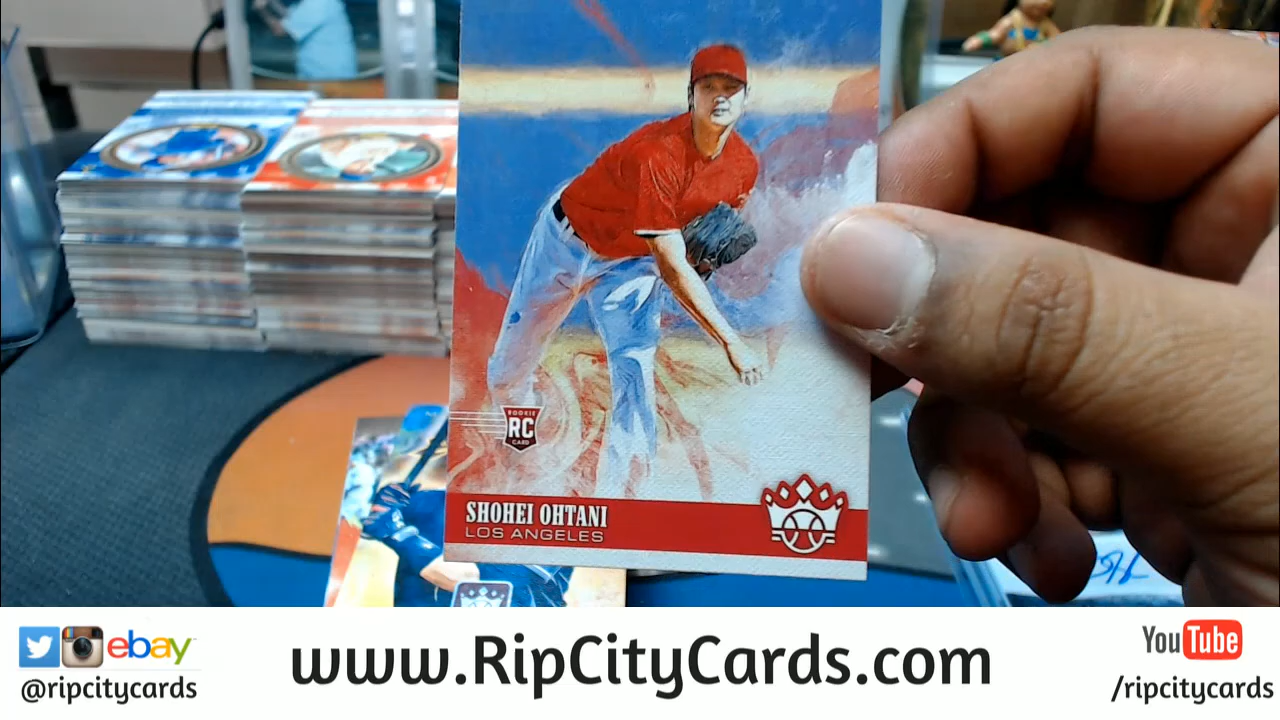 ROOKIE
RC
CARD
SHOHEI OHTANI
LOS ANGELES
ebay
@ripcitycards
www.RipCityCards.com
YouTube
/ripcitycards